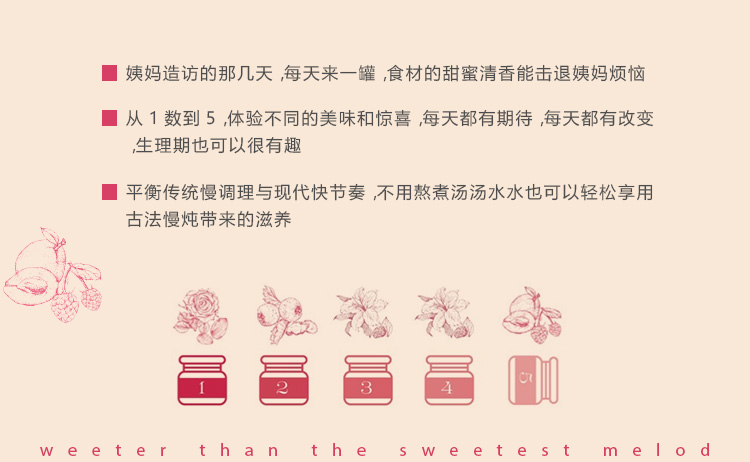 姨妈造访的那几天 ,每天来一罐 ,食材的甜蜜清香能击退姨妈烦恼
从 1 数到 5 ,体验不同的美味和惊喜 ,每天都有期待 ,每天都有改变
,生理期也可以很有趣
平衡传统慢调理与现代快节奏 ,不用熬煮汤汤水水也可以轻松享用
古法慢炖带来的滋养
1 2 3 4 5
weeter than the sweetest melod